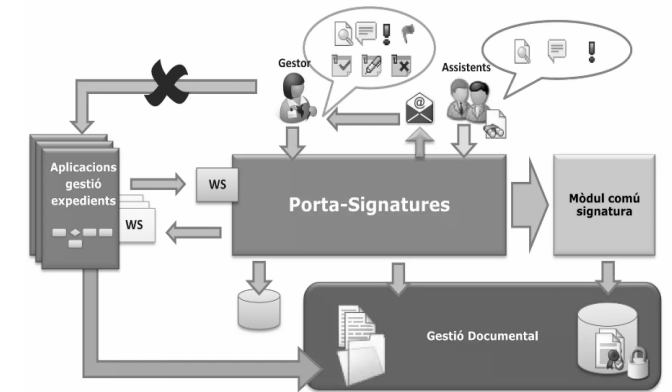 Gestor
Assistents
@
Aplicacions
gestió
expedients
WS
WS
Porta-Signatures
Mòdul comú
signatura
Gestió Documental